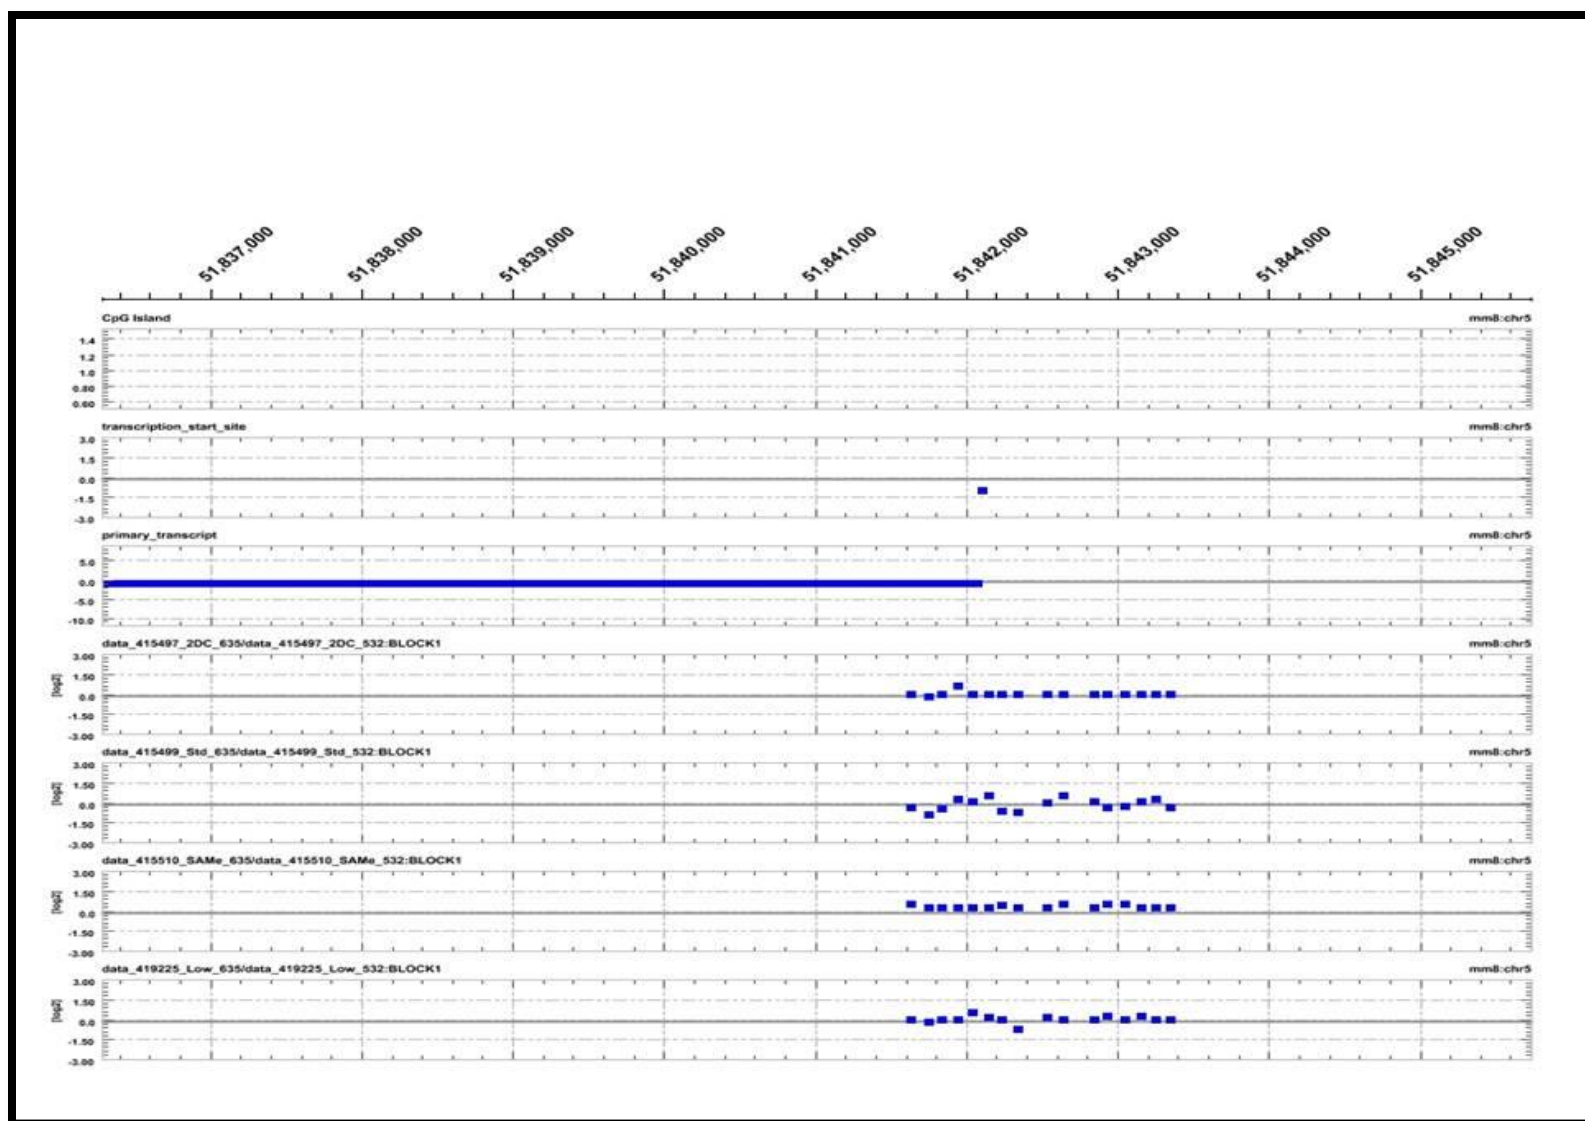 51,837,000 51,838,000 51,839,000 51,840,000 51,841,000 51,842,000 51,843,000 51,844,000 51,845,000
CpG Island mm8:chr5
1.4
1.2
1.0
0.80
0.60
transcription_start_site mm8:chr5
3.0
1.5
0.0
-1.5
-3.0
primary_transcript mm8:chr5
5.0
0.0
-5.0
-10.0
data_415497_2DC_635/data_415497_2DC_532:BLOCK1 mm8:chr5
[log2]
3.00
1.50
0.0
-1.50
-3.00
data_415499_Std_635/data_415499_Std_532:BLOCK1 mm8:chr5
[log2]
3.00
1.50
0.0
-1.50
-3.00
data_415510_SAMe_635/data_415510_SAMe_532:BLOCK1 mm8:chr5
[log2]
3.00
1.50
0.0
-1.50
-3.00
data_419225_Low_635/data_419225_Low_532:BLOCK1 mm8:chr5
[log2]
3.00
1.50
0.0
-1.50
-3.00